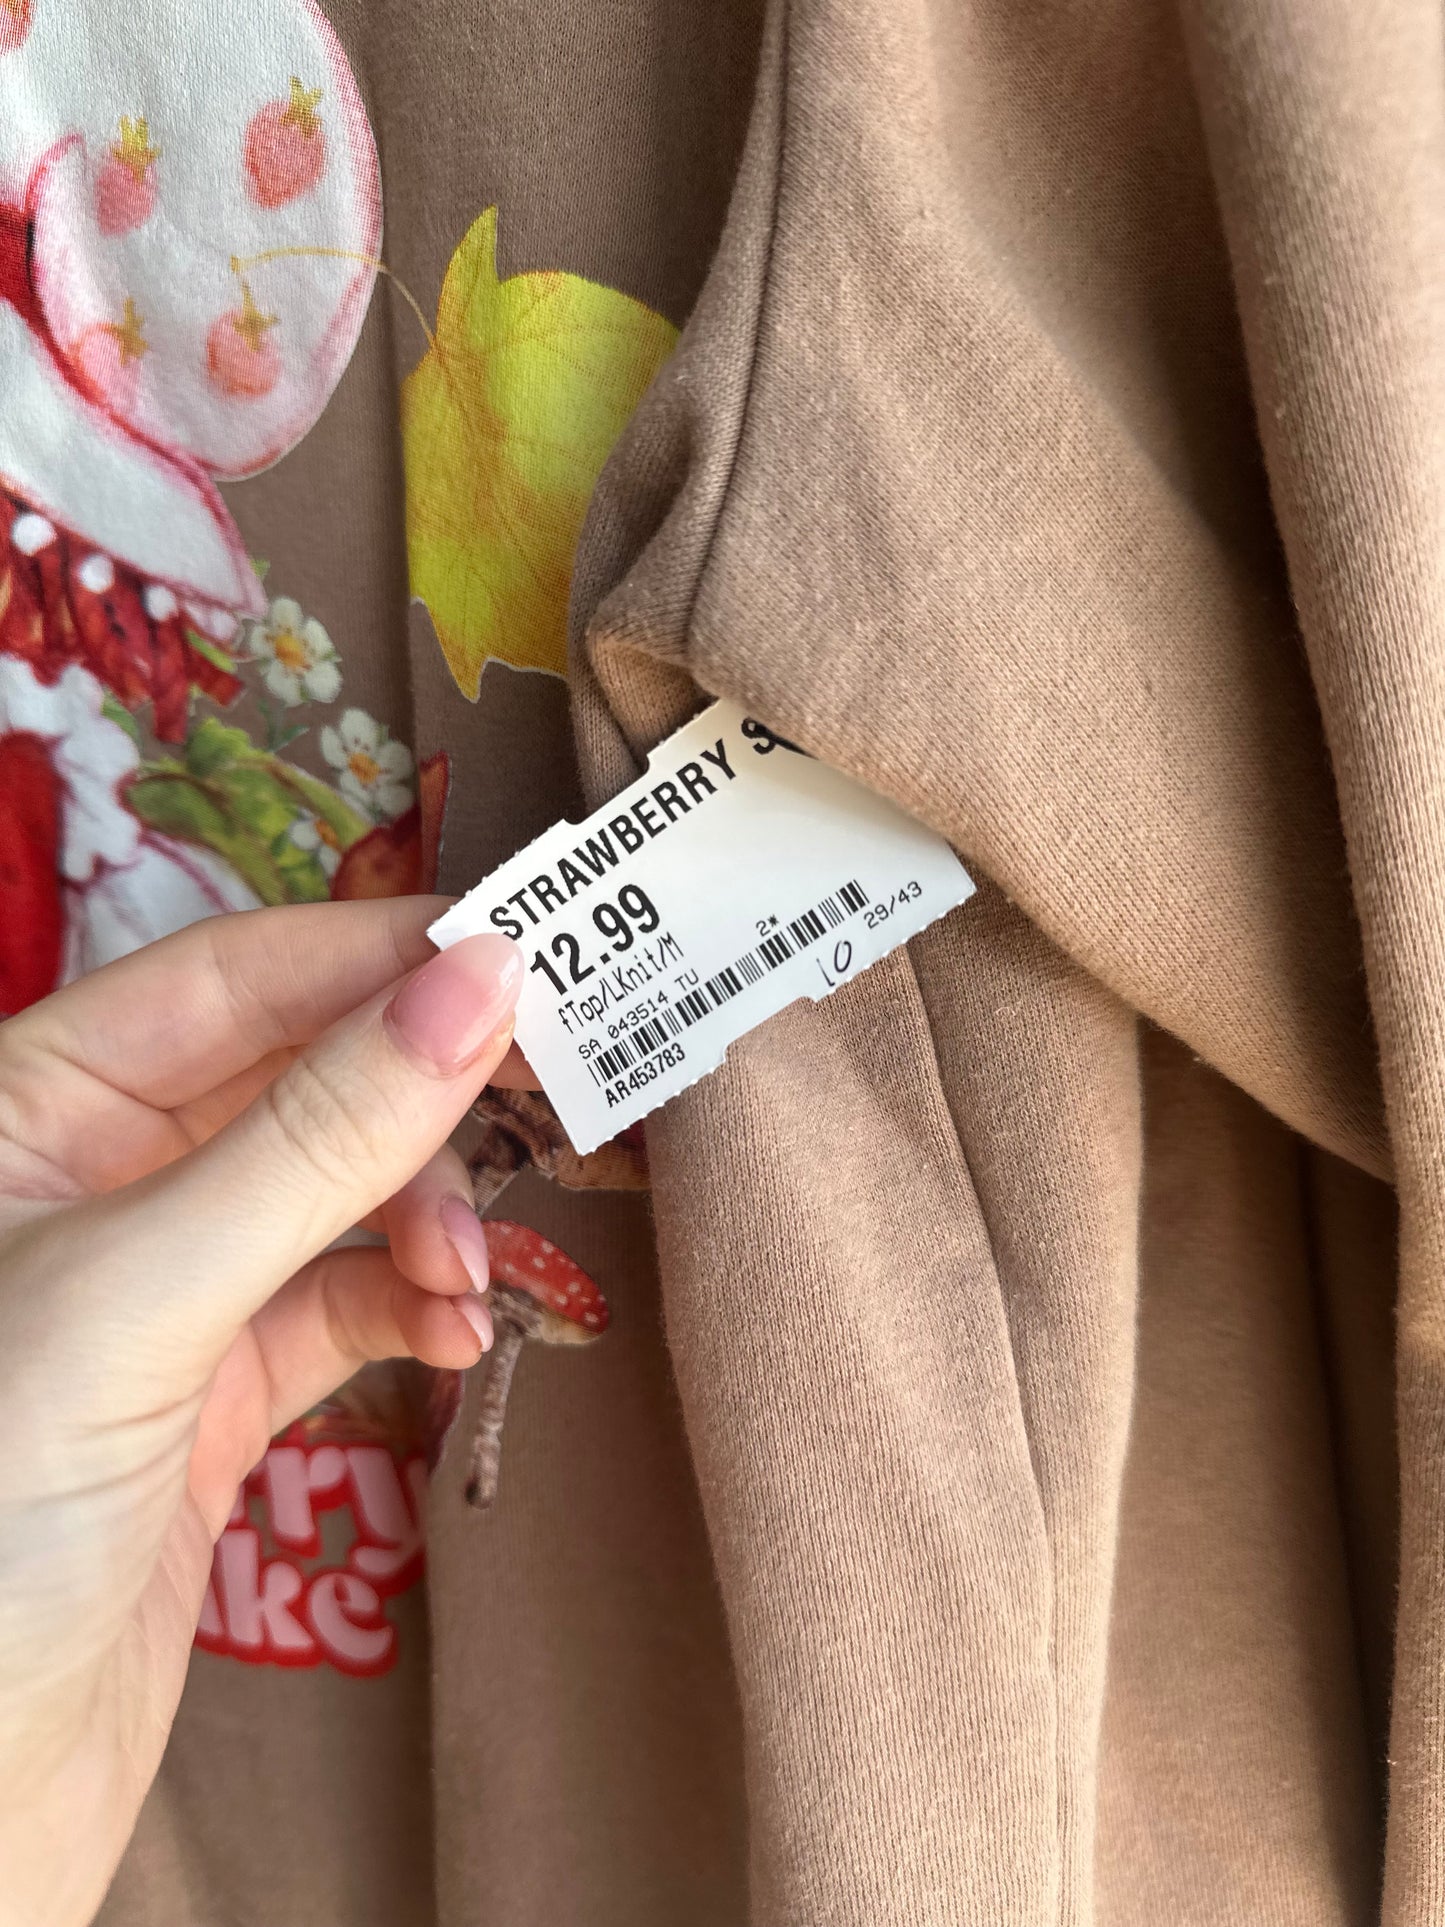 STRAWBERRY S
12.99
fTop/LKnit/M
SA 043514 TU
2*
29/43
10
AR453783
rry
ke